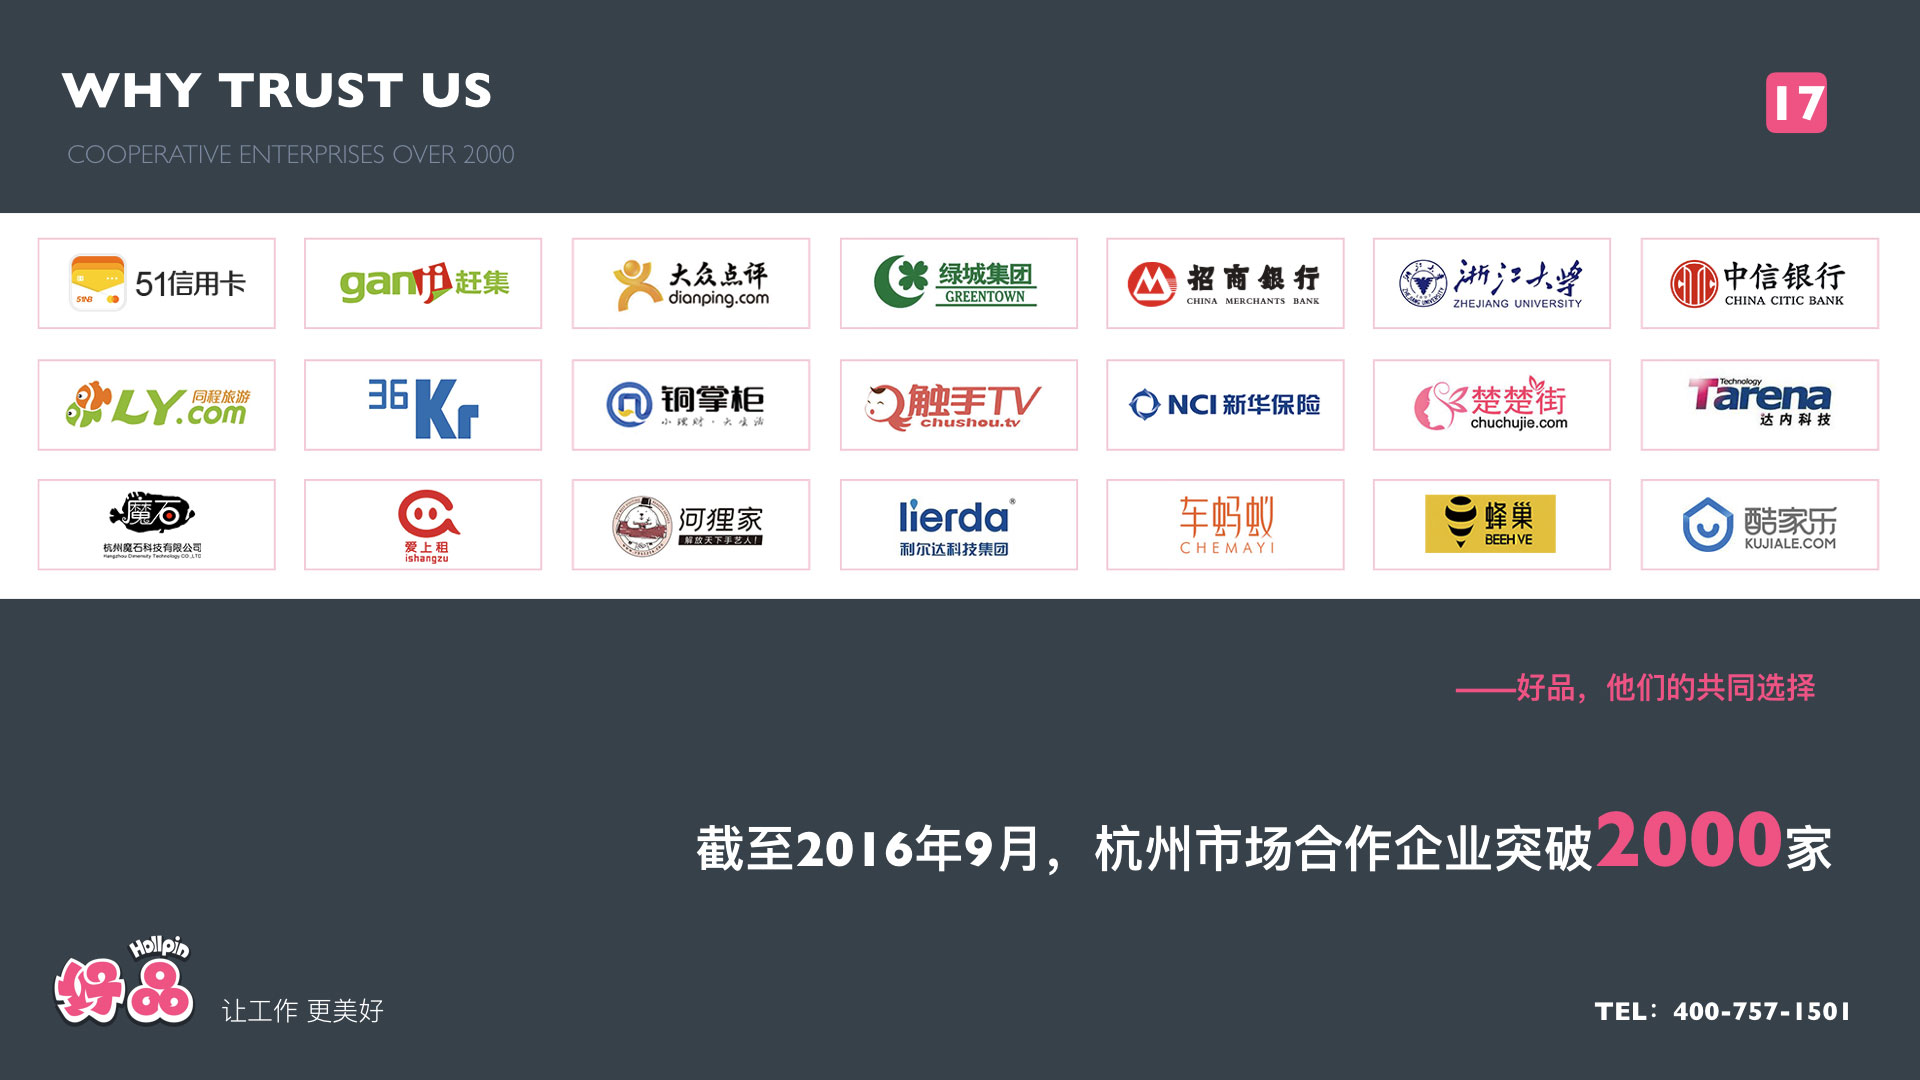 WHY TRUST US
17
COOPERATIVE ENTERPRISES OVER 2000
51信用卡
51NB
ganji 赶集
大众点评
dianping.com
绿城集团
GREENTOWN
招商銀行
CHINA MERCHANTS BANK
浙江大学
ZHEJIANG UNIVERSITY
中信银行
CHINA CITIC BANK
LY.com 同程旅游
36Kr
铜掌柜
小理财·大生活
触手TV
chushou.tv
NCI 新华保险
楚楚街
chuchujie.com
Technology
Tarena
达内科技
魔石
杭州魔石科技有限公司
Hangzhou Dimensity Technology CO.,LTD
爱上租
ishangzu
河狸家
解放天下手艺人!
lierda®
利尔达科技集团
车蚂蚁
CHEMAYI
蜂巢
BEEHVE
酷家乐
KUJIALE.COM
——好品，他们的共同选择
截至2016年9月，杭州市场合作企业突破2000家
Hollpin
好品
让工作 更美好
TEL：400-757-1501